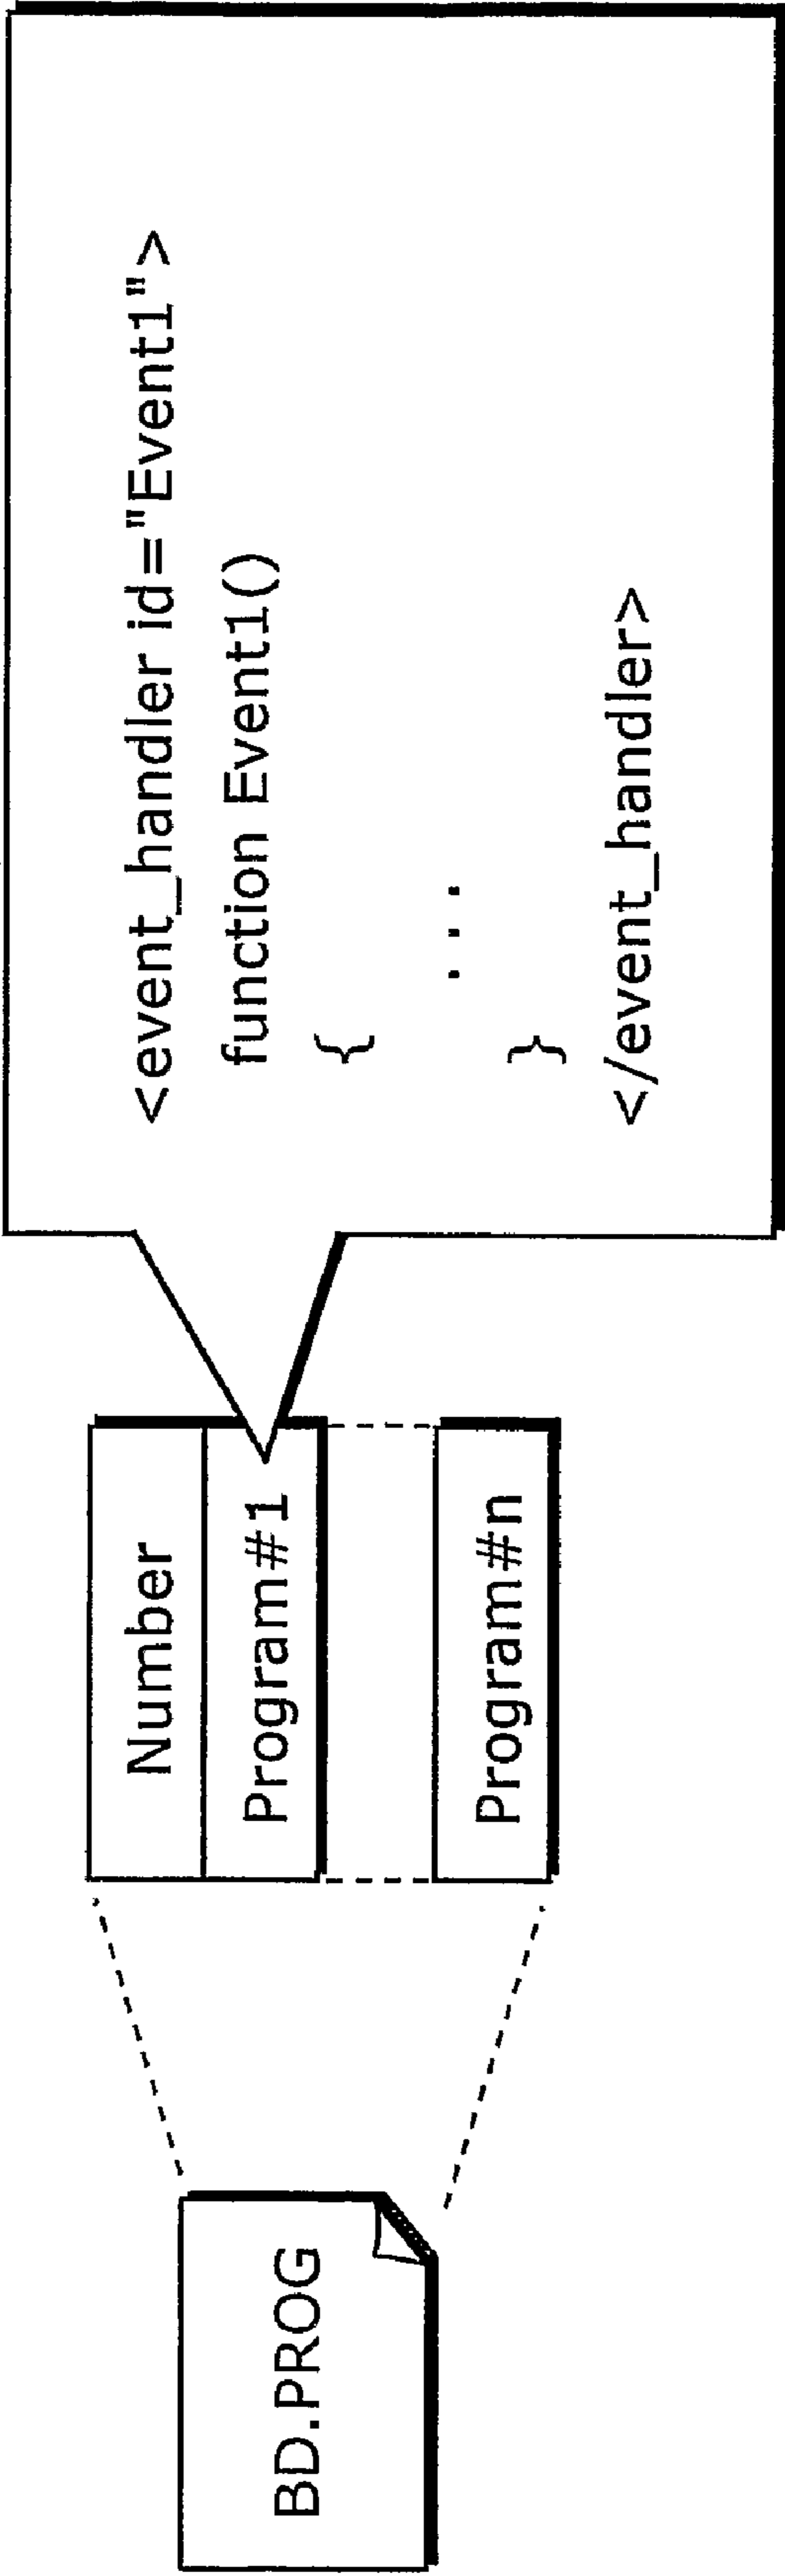 BD.PROG
Number
Program#1
Program#n
<event_handler id="Event1">
function Event1()
{
...
}
</event_handler>